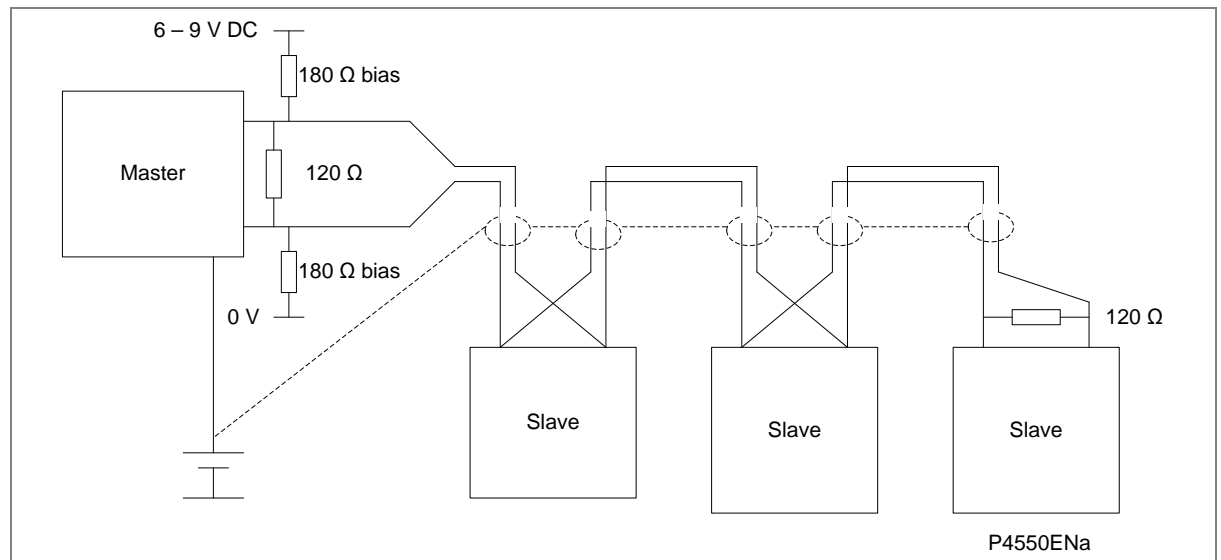 6 – 9 V DC
180 Ω bias
Master
120 Ω
180 Ω bias
0 V
120 Ω
Slave
Slave
Slave
P4550ENa